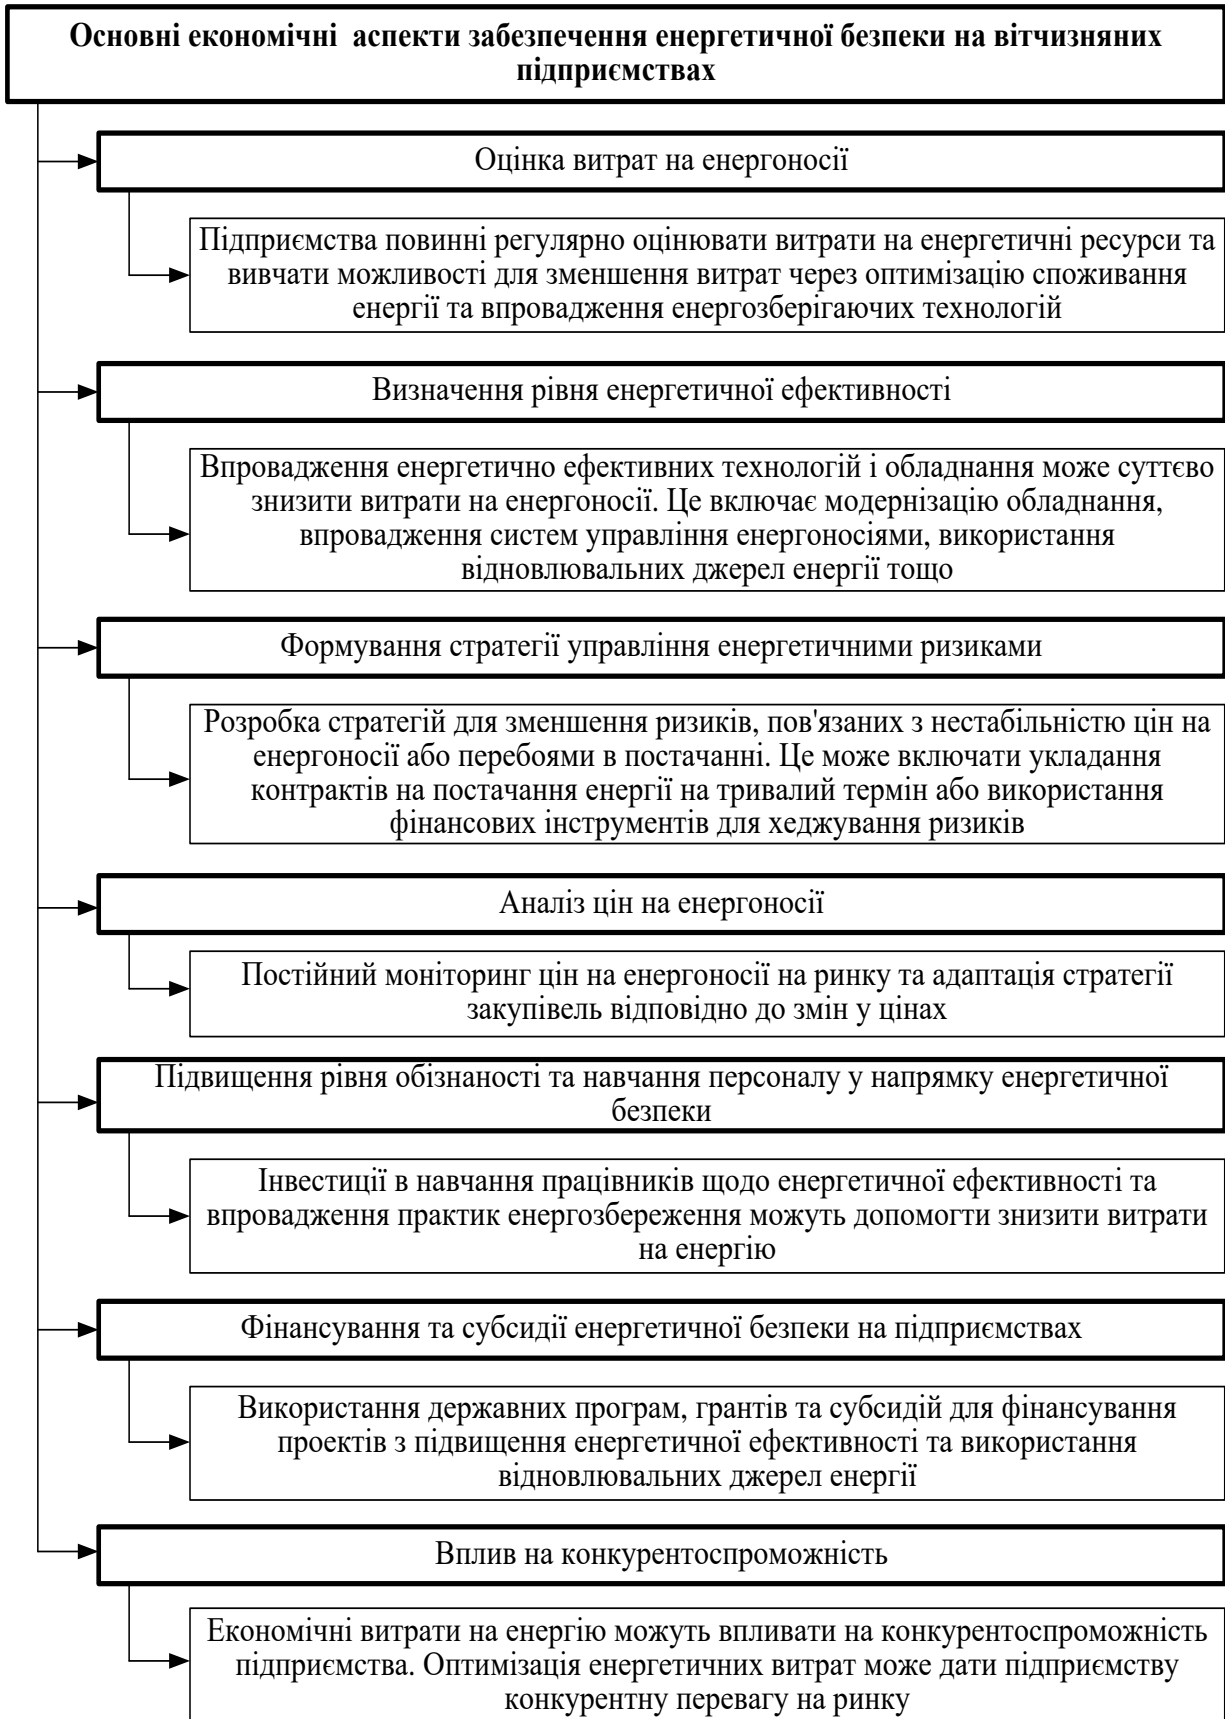 Основні економічні аспекти забезпечення енергетичної безпеки на вітчизняних
підприємствах
Оцінка витрат на енергоносії
Підприємства повинні регулярно оцінювати витрати на енергетичні ресурси та
вивчати можливості для зменшення витрат через оптимізацію споживання
енергії та впровадження енергозберігаючих технологій
Визначення рівня енергетичної ефективності
Впровадження енергетично ефективних технологій і обладнання може суттєво
знизити витрати на енергоносії. Це включає модернізацію обладнання,
впровадження систем управління енергоносіями, використання
відновлювальних джерел енергії тощо
Формування стратегії управління енергетичними ризиками
Розробка стратегій для зменшення ризиків, пов'язаних з нестабільністю цін на
енергоносії або перебоями в постачанні. Це може включати укладання
контрактів на постачання енергії на тривалий термін або використання
фінансових інструментів для хеджування ризиків
Аналіз цін на енергоносії
Постійний моніторинг цін на енергоносії на ринку та адаптація стратегії
закупівель відповідно до змін у цінах
Підвищення рівня обізнаності та навчання персоналу у напрямку енергетичної
безпеки
Інвестиції в навчання працівників щодо енергетичної ефективності та
впровадження практик енергозбереження можуть допомогти знизити витрати
на енергію
Фінансування та субсидії енергетичної безпеки на підприємствах
Використання державних програм, грантів та субсидій для фінансування
проектів з підвищення енергетичної ефективності та використання
відновлювальних джерел енергії
Вплив на конкурентоспроможність
Економічні витрати на енергію можуть впливати на конкурентоспроможність
підприємства. Оптимізація енергетичних витрат може дати підприємству
конкурентну перевагу на ринку